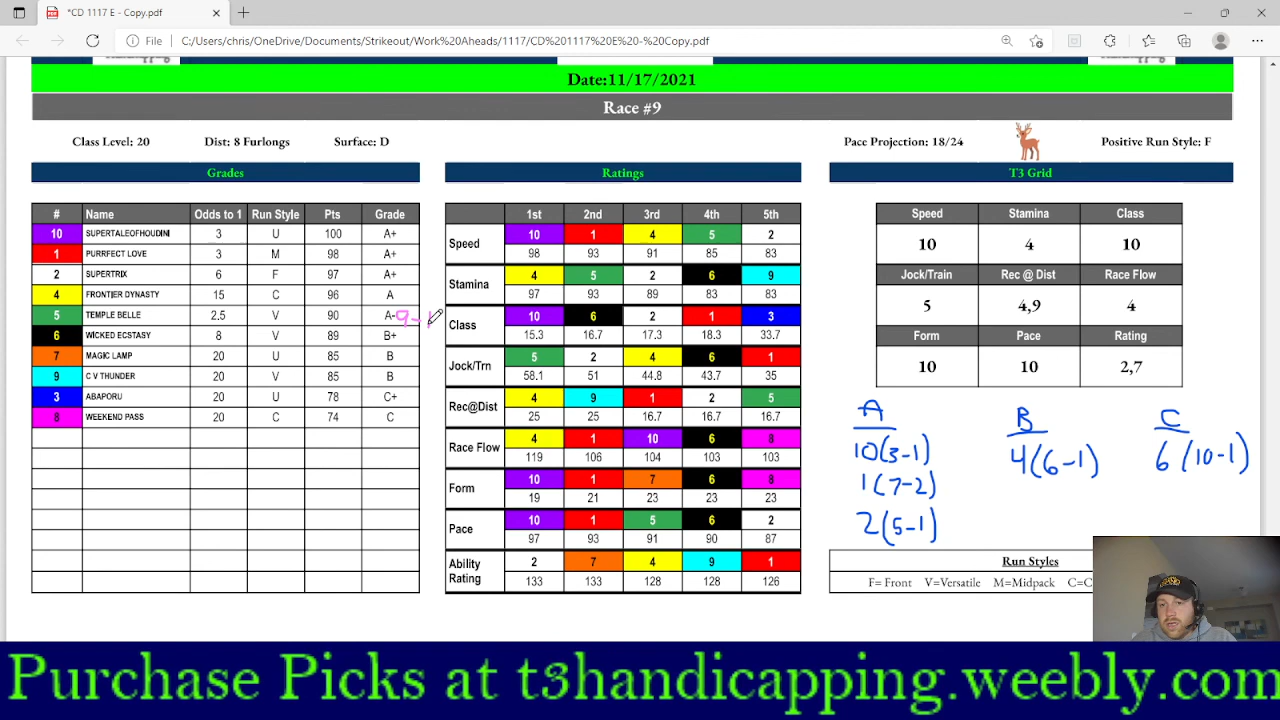 *CD 1117 E - Copy.pdf
File C:/Users/chris/OneDrive/Documents/Strikeout/Work%20Aheads/1117/CD%201117%20E%20-%20Copy.pdf
Date:11/17/2021
Race #9
Class Level: 20 Dist: 8 Furlongs Surface: D Pace Projection: 18/24 Positive Run Style: F
Grades
# Name Odds to 1 Run Style Pts Grade
10 SUPERTALEOFHOUDINI 3 U 100 A+
1 PURRFECT LOVE 3 M 98 A+
2 SUPERTRIX 6 F 97 A+
4 FRONTIER DYNASTY 15 C 96 A
5 TEMPLE BELLE 2.5 V 90 A- 9-1
6 WICKED ECSTASY 8 V 89 B+
7 MAGIC LAMP 20 U 85 B
9 C V THUNDER 20 V 85 B
3 ABAPORU 20 U 78 C+
8 WEEKEND PASS 20 C 74 C
Ratings
1st 2nd 3rd 4th 5th
Speed 10 1 4 5 2
98 93 91 85 83
Stamina 4 5 2 6 9
97 93 89 83 83
Class 10 6 2 1 3
15.3 16.7 17.3 18.3 33.7
Jock/Trn 5 2 4 6 1
58.1 51 44.8 43.7 35
Rec@Dist 4 9 1 2 5
25 25 16.7 16.7 16.7
Race Flow 4 1 10 6 8
119 106 104 103 103
Form 10 1 7 6 8
19 21 23 23 23
Pace 10 1 5 6 2
97 93 91 90 87
Ability Rating 2 7 4 9 1
133 133 128 128 126
T3 Grid
Speed Stamina Class
10 4 10
Jock/Train Rec @ Dist Race Flow
5 4,9 4
Form Pace Rating
10 10 2,7
A B C
10(3-1) 4(6-1) 6(10-1)
1(7-2)
2(5-1)
Run Styles
F= Front V=Versatile M=Midpack C=C
Purchase Picks at t3handicapping.weebly.com